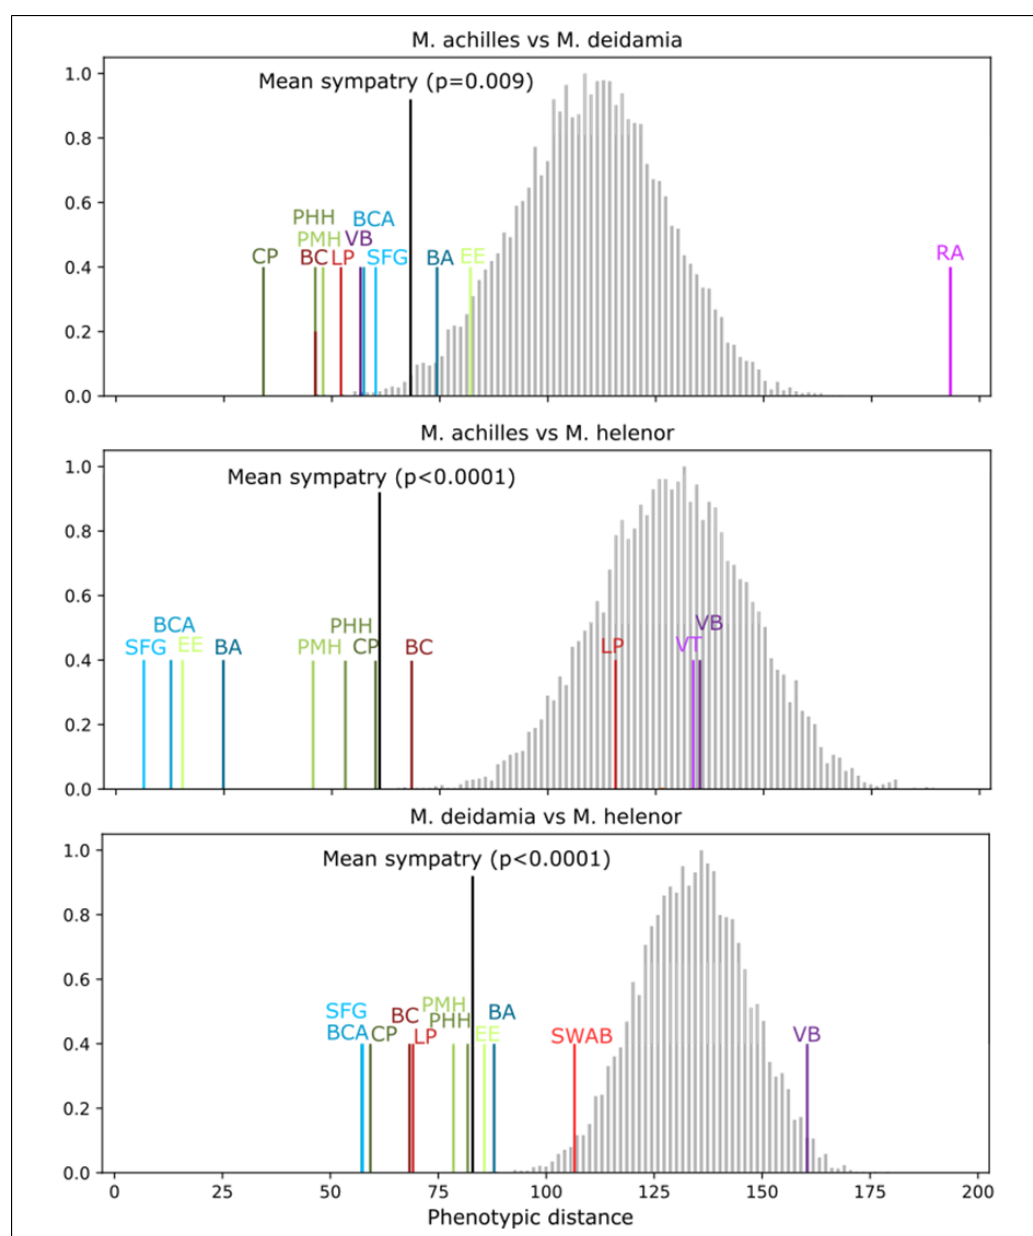 M. achilles vs M. deidamia
Mean sympatry (p=0.009)
1.0
0.8
0.6
0.4
0.2
0.0
PHH
BCA
PMH
VB
CP
BC
LP
SFG
BA
EE
RA
M. achilles vs M. helenor
Mean sympatry (p<0.0001)
1.0
0.8
0.6
0.4
0.2
0.0
BCA
PHH
VB
SFG
EE
BA
PMH
CP
BC
LP
VT
M. deidamia vs M. helenor
Mean sympatry (p<0.0001)
1.0
0.8
0.6
0.4
0.2
0.0
SFG
BC
PMH
BA
BCA
CP
LP
PHH
EE
SWAB
VB
0 25 50 75 100 125 150 175 200
Phenotypic distance